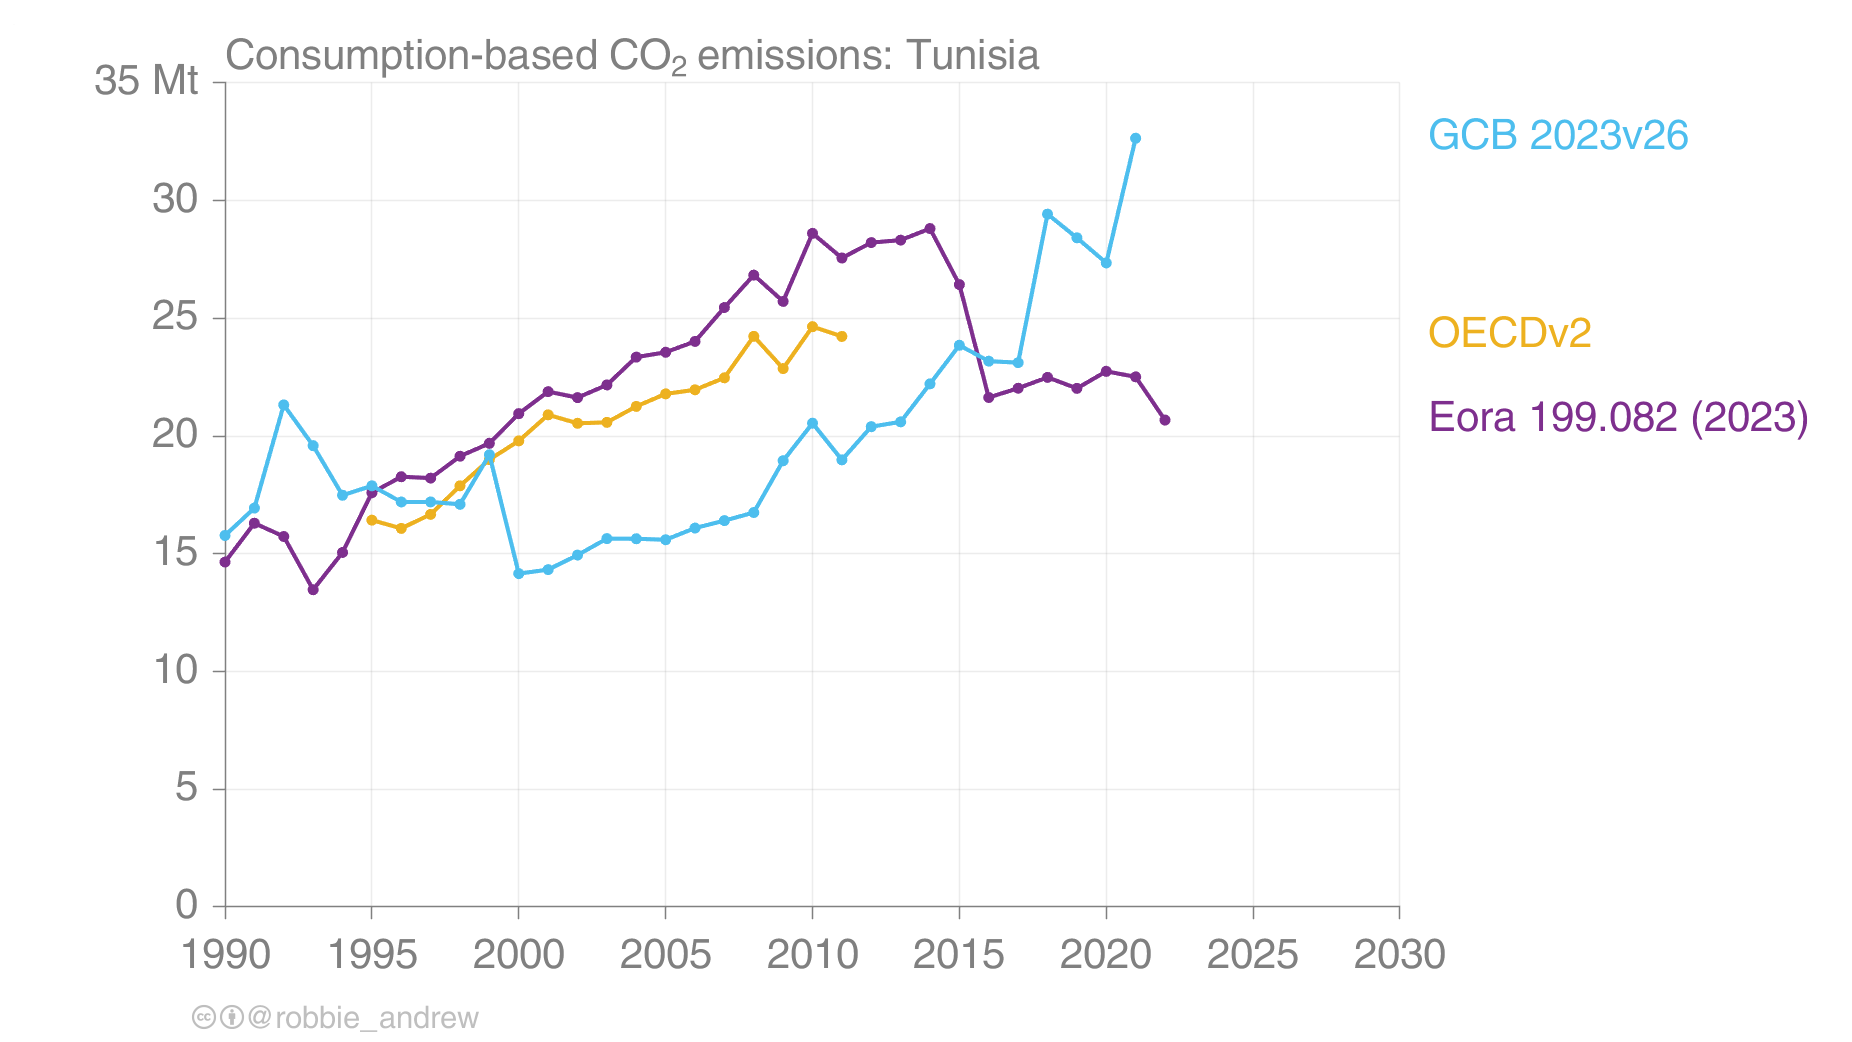 Consumption-based CO₂ emissions: Tunisia
35 Mt
30
25
20
15
10
5
0
1990 1995 2000 2005 2010 2015 2020 2025 2030
GCB 2023v26
OECDv2
Eora 199.082 (2023)
cc @robbie_andrew